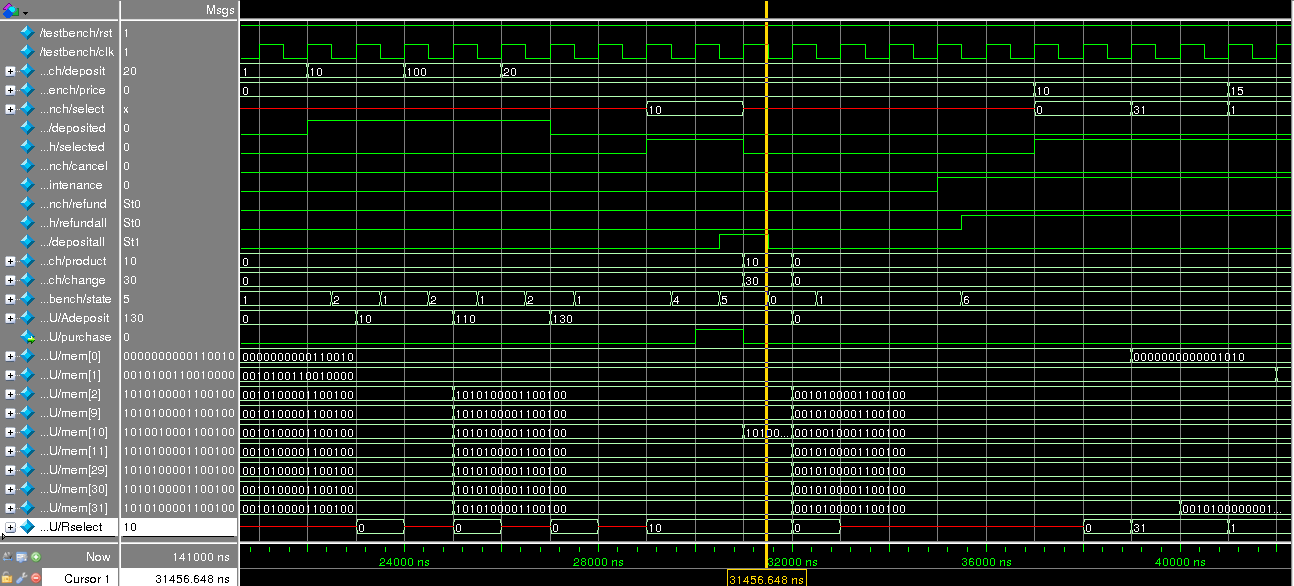 Msgs
/testbench/rst 1
/testbench/clk 1
...ch/deposit 20 1 10 100 20
...ench/price 0 0 10 15
...nch/select x 10 0 31 1
.../deposited 0
...h/selected 0
...nch/cancel 0
...intenance 0
...nch/refund St0
...h/refundall St0
.../depositall St1
...ch/product 10 0 10 0
...ch/change 30 0 30 0
...bench/state 5 1 2 1 2 1 2 1 4 5 0 1 6
...U/Adeposit 130 0 10 110 130 0
...U/purchase 0
...U/mem[0] 0000000000110010 0000000000110010 0000000000001010
...U/mem[1] 0010100110010000 0010100110010000
...U/mem[2] 1010100001100100 0010100001100100 1010100001100100 0010100001100100
...U/mem[9] 1010100001100100 0010100001100100 1010100001100100 0010100001100100
...U/mem[10] 1010010001100100 0010100001100100 1010100001100100 10100... 0010010001100100
...U/mem[11] 1010100001100100 0010100001100100 1010100001100100 0010100001100100
...U/mem[29] 1010100001100100 0010100001100100 1010100001100100 0010100001100100
...U/mem[30] 1010100001100100 0010100001100100 1010100001100100 0010100001100100
...U/mem[31] 1010100001100100 0010100001100100 1010100001100100 0010100001100100 0010100000001...
...U/Rselect 10 0 0 0 10 0 0 31 1
Now 141000 ns 24000 ns 28000 ns 32000 ns 36000 ns 40000 ns
Cursor 1 31456.648 ns 31456.648 ns